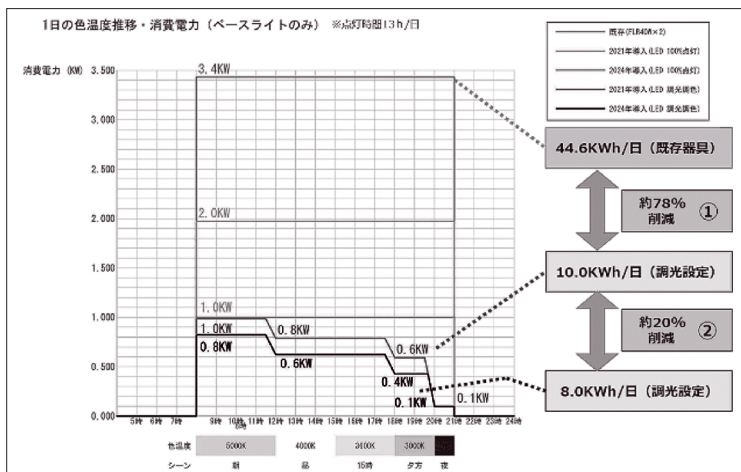 1日の色温度推移・消費電力（ベースライトのみ） ※点灯時間13h/日
消費電力 (KW)
3.500
3.000
2.500
2.000
1.500
1.000
0.500
0.000
3.4KW
2.0KW
1.0KW
1.0KW
0.8KW
0.8KW
0.6KW
0.6KW
0.4KW
0.1KW
0.1KW
5時 6時 7時 9時 10時 11時 12時 13時 14時 15時 16時 17時 18時 19時 20時 21時 22時 23時 24時
8時
色温度 5000K 4000K 3000K
シーン 朝 昼 15時 夕方 夜
既存(FLR40W×2)
2021年導入(LED 100%点灯)
2024年導入(LED 100%点灯)
2021年導入(LED 調光調色)
2024年導入(LED 調光調色)
44.6KWh/日（既存器具）
約78%
削減 ①
10.0KWh/日（調光設定）
約20%
削減 ②
8.0KWh/日（調光設定）